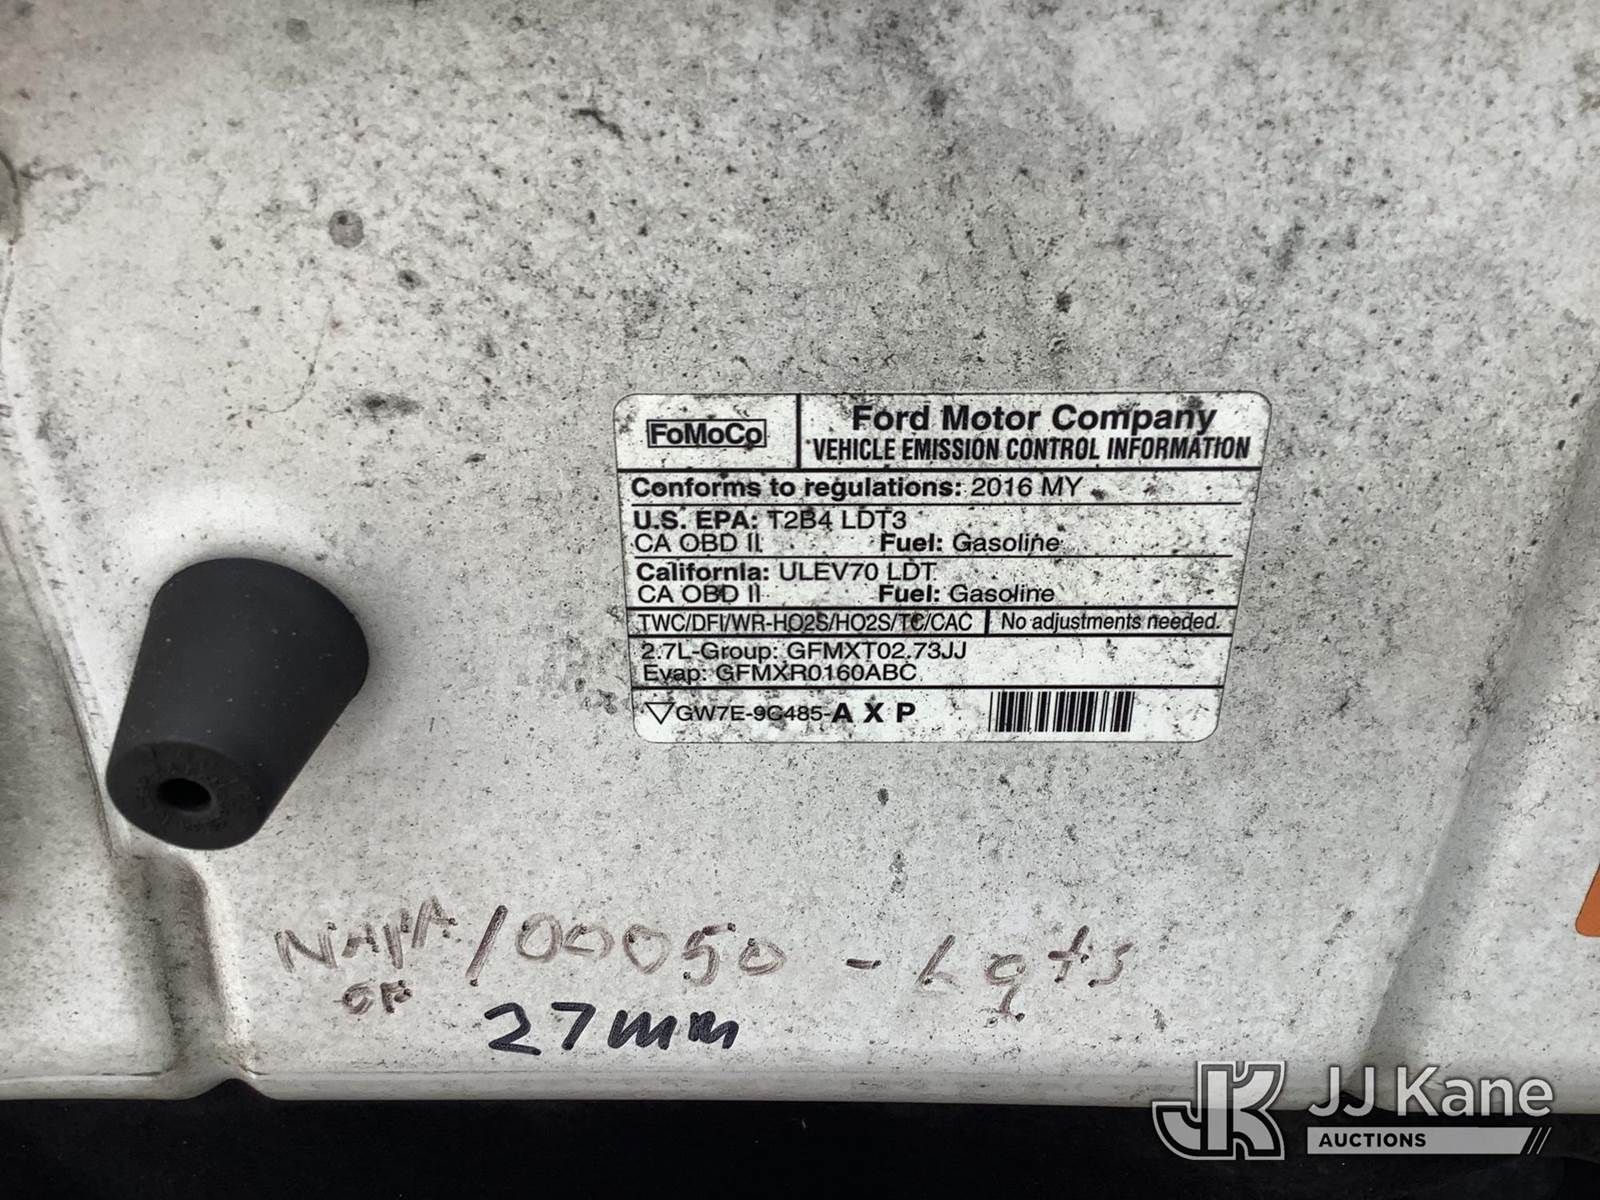 FoMoCo
Ford Motor Company
VEHICLE EMISSION CONTROL INFORMATION
Conforms to regulations: 2016 MY
U.S. EPA: T2B4 LDT3
CA OBD II Fuel: Gasoline
California: ULEV70 LDT
CA OBD II Fuel: Gasoline
TWC/DFI/WR-HO2S/HO2S/TC/CAC No adjustments needed.
2.7L-Group: GFMXT02.73JJ
Evap: GFMXR0160ABC
GW7E-9C485-A X P
NAPA 100050 - 6 qts
27mm
JJ Kane
AUCTIONS